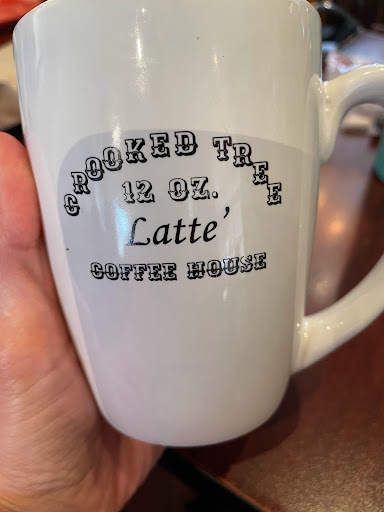 CROOKED TREE
12 OZ.
Latte'
COFFEE HOUSE